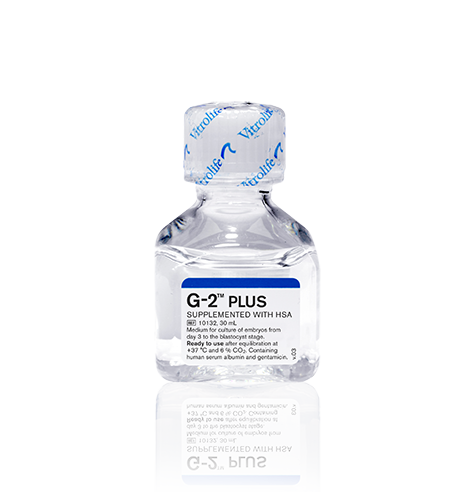 Vitrolife
Vitrolife
G-2™ PLUS
SUPPLEMENTED WITH HSA
REF 10132, 30 mL
Medium for culture of embryos from
day 3 to the blastocyst stage.
Ready to use after equilibration at
+37 °C and 6 % CO₂. Containing
human serum albumin and gentamicin.